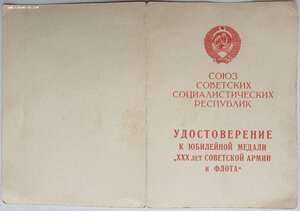 СОЮЗ
СОВЕТСКИХ
СОЦИАЛИСТИЧЕСКИХ
РЕСПУБЛИК
УДОСТОВЕРЕНИЕ
К ЮБИЛЕЙНОЙ МЕДАЛИ
„XXX ЛЕТ СОВЕТСКОЙ АРМИИ
И ФЛОТА“